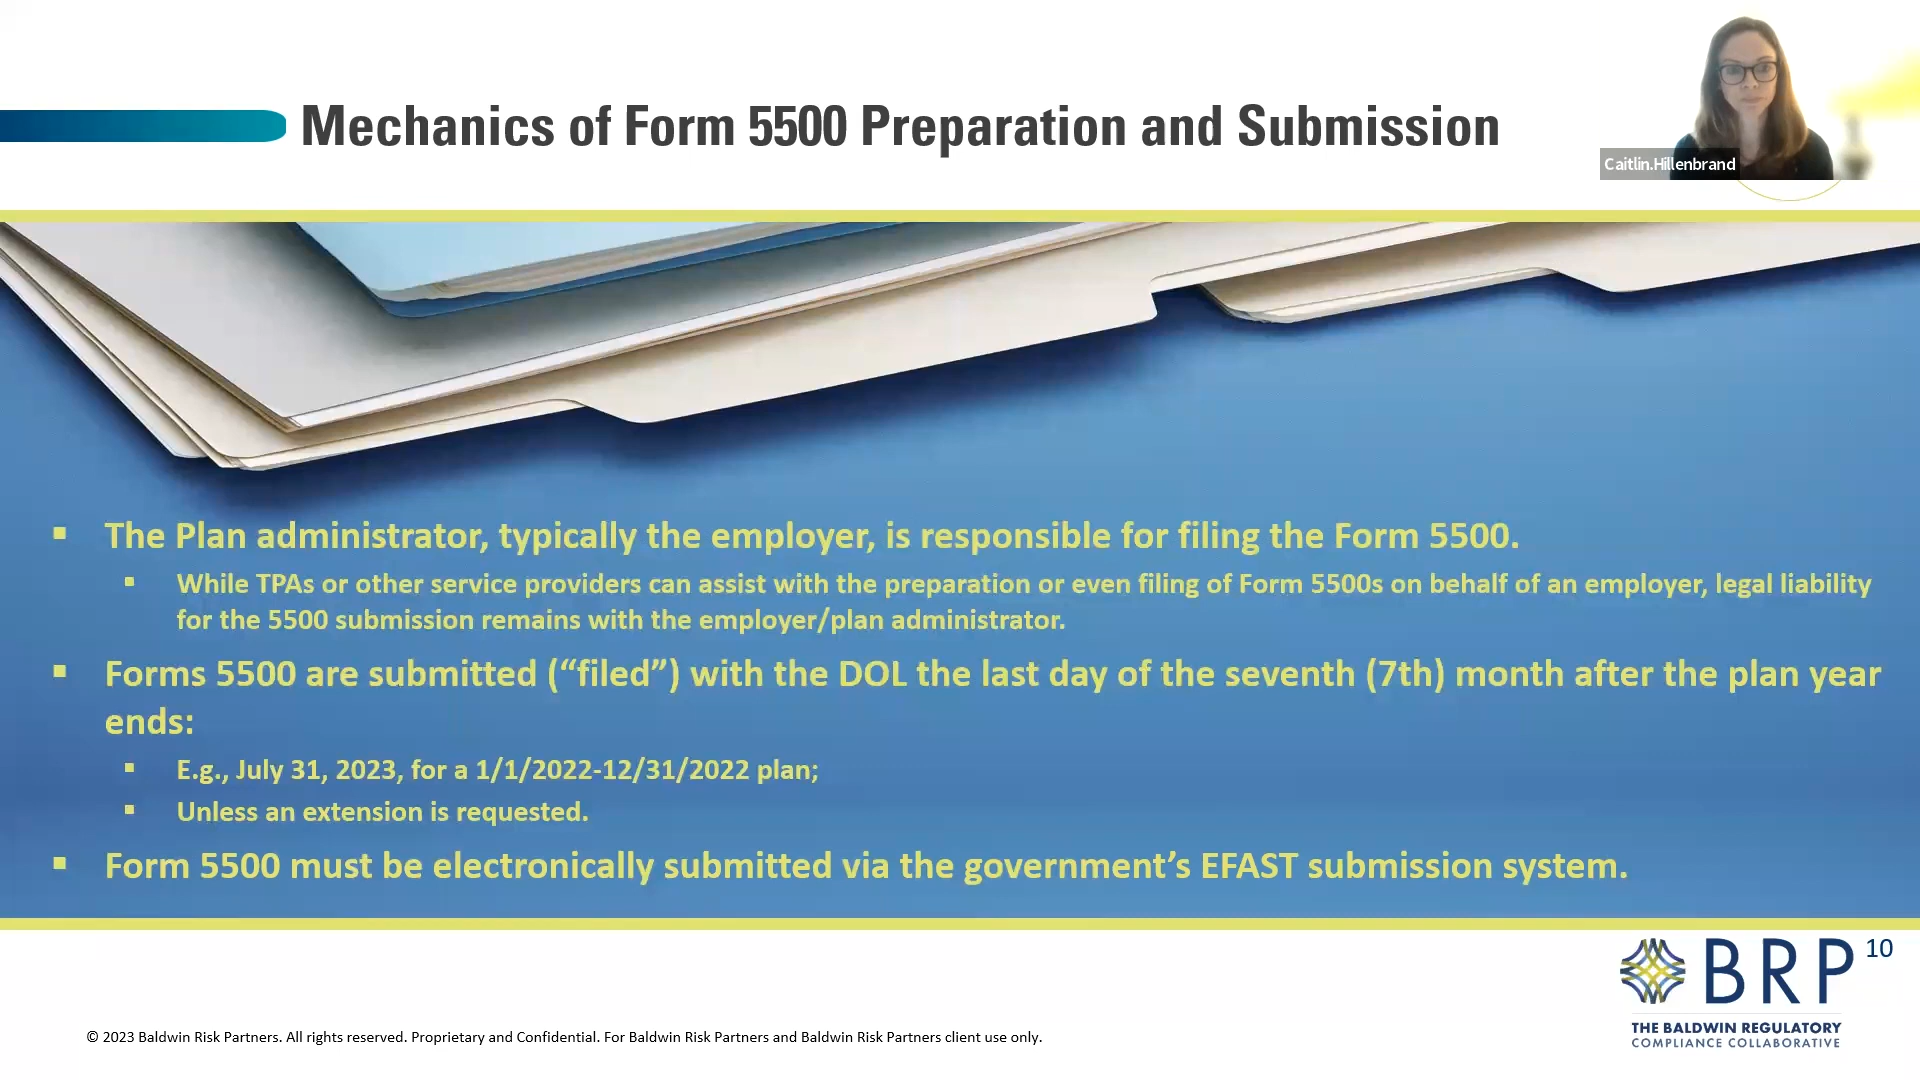 Mechanics of Form 5500 Preparation and Submission
Caitlin.Hillenbrand
▪ The Plan administrator, typically the employer, is responsible for filing the Form 5500.
▪ While TPAs or other service providers can assist with the preparation or even filing of Form 5500s on behalf of an employer, legal liability
for the 5500 submission remains with the employer/plan administrator.
▪ Forms 5500 are submitted (“filed”) with the DOL the last day of the seventh (7th) month after the plan year
ends:
▪ E.g., July 31, 2023, for a 1/1/2022-12/31/2022 plan;
▪ Unless an extension is requested.
▪ Form 5500 must be electronically submitted via the government’s EFAST submission system.
BRP
10
THE BALDWIN REGULATORY
COMPLIANCE COLLABORATIVE
© 2023 Baldwin Risk Partners. All rights reserved. Proprietary and Confidential. For Baldwin Risk Partners and Baldwin Risk Partners client use only.